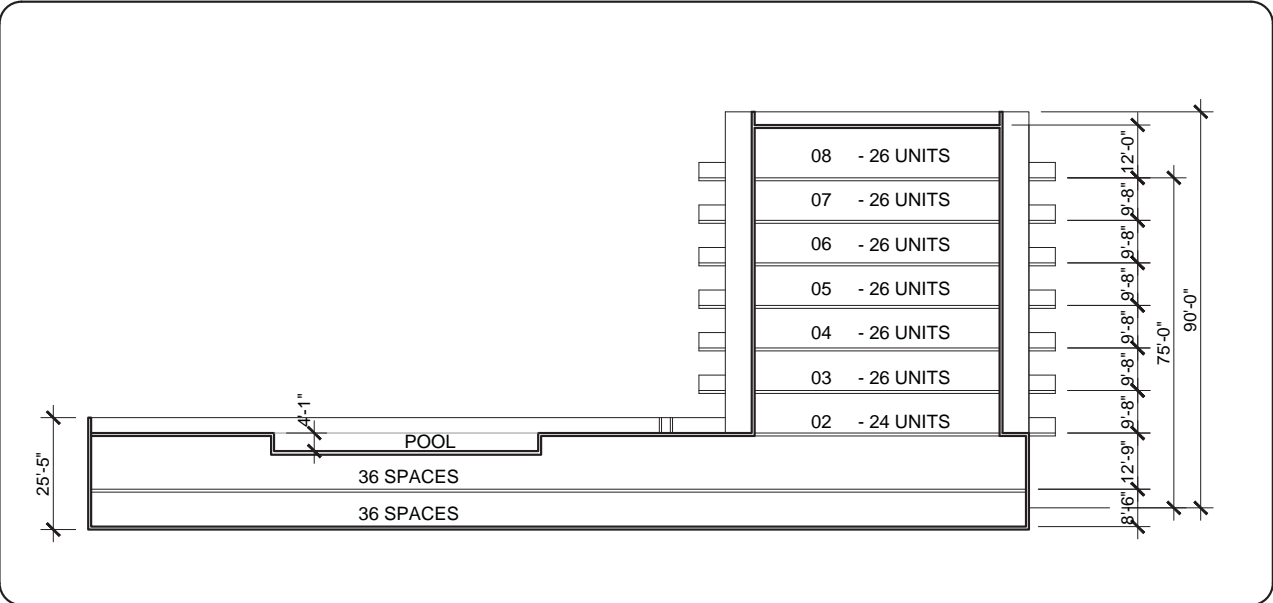 08 - 26 UNITS
07 - 26 UNITS
06 - 26 UNITS
05 - 26 UNITS
04 - 26 UNITS
03 - 26 UNITS
02 - 24 UNITS
POOL
36 SPACES
36 SPACES
4'-1"
25'-5"
12'-0"
9'-8"
9'-8"
9'-8"
9'-8"
9'-8"
9'-8"
12'-9"
8'-6"
75'-0"
90'-0"